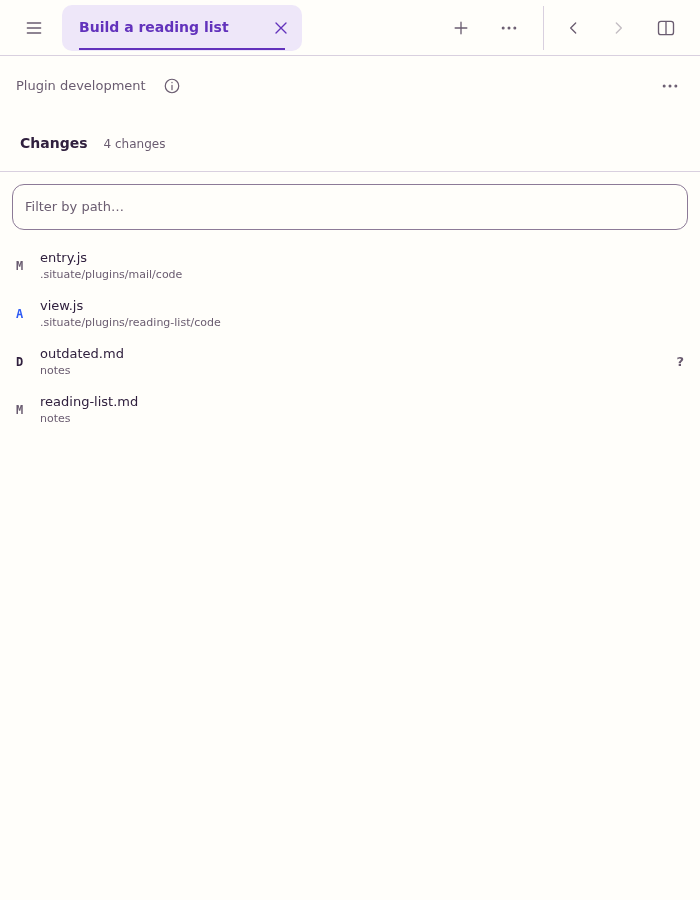 Build a reading list
Plugin development
Changes 4 changes
Filter by path...
M entry.js
.situate/plugins/mail/code
A view.js
.situate/plugins/reading-list/code
D outdated.md ?
notes
M reading-list.md
notes